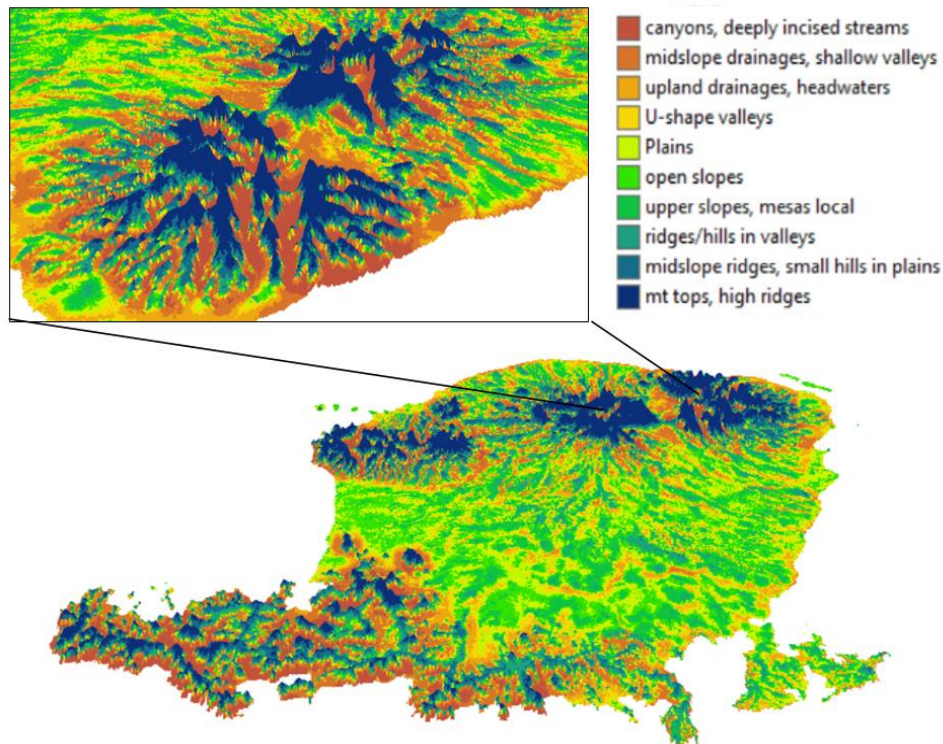 canyons, deeply incised streams
midslope drainages, shallow valleys
upland drainages, headwaters
U-shape valleys
Plains
open slopes
upper slopes, mesas local
ridges/hills in valleys
midslope ridges, small hills in plains
mt tops, high ridges